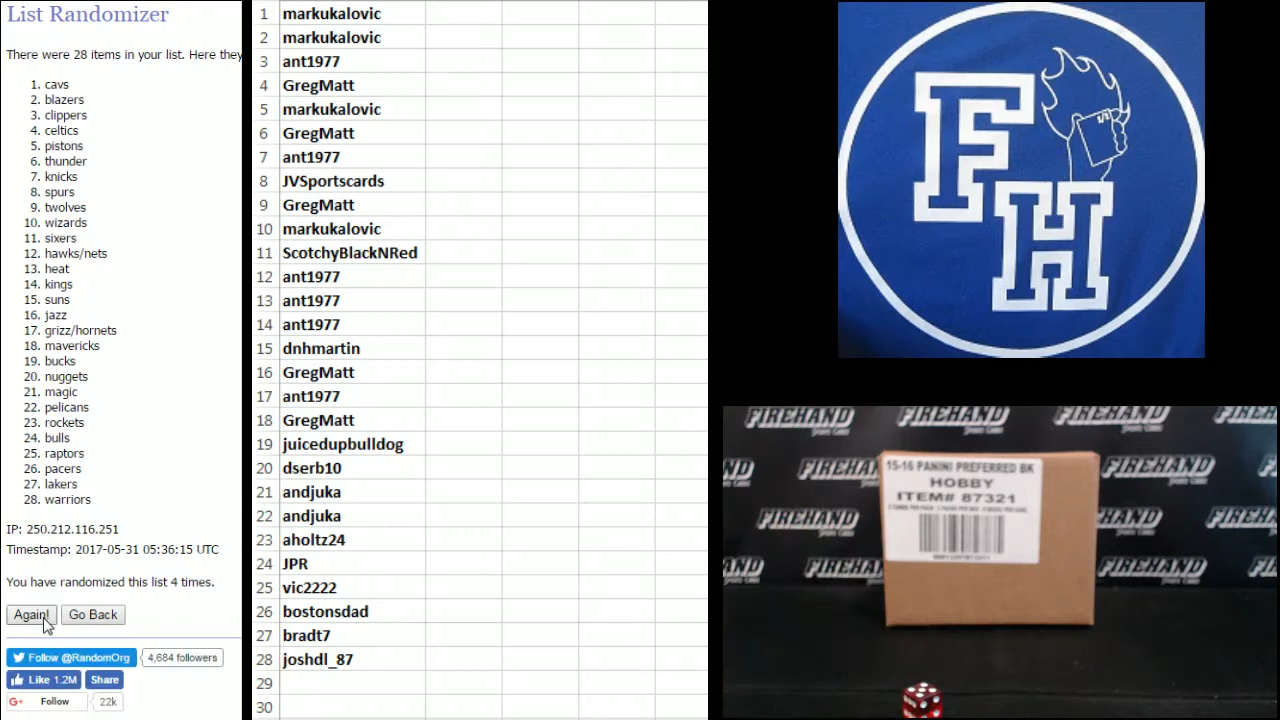 List Randomizer
There were 28 items in your list. Here they
1. cavs
2. blazers
3. clippers
4. celtics
5. pistons
6. thunder
7. knicks
8. spurs
9. twolves
10. wizards
11. sixers
12. hawks/nets
13. heat
14. kings
15. suns
16. jazz
17. grizz/hornets
18. mavericks
19. bucks
20. nuggets
21. magic
22. pelicans
23. rockets
24. bulls
25. raptors
26. pacers
27. lakers
28. warriors
IP: 250.212.116.251
Timestamp: 2017-05-31 05:36:15 UTC
You have randomized this list 4 times.
Again! Go Back
Follow @RandomOrg 4,684 followers
Like 1.2M Share
G+ Follow 22k
1 markukalovic
2 markukalovic
3 ant1977
4 GregMatt
5 markukalovic
6 GregMatt
7 ant1977
8 JVSportscards
9 GregMatt
10 markukalovic
11 ScotchyBlackNRed
12 ant1977
13 ant1977
14 ant1977
15 dnhmartin
16 GregMatt
17 ant1977
18 GregMatt
19 juicedupbulldog
20 dserb10
21 andjuka
22 andjuka
23 aholtz24
24 JPR
25 vic2222
26 bostonsdad
27 bradt7
28 joshdl_87
29
30
FH
1/1
FIREHAND FIREHAND FIREHAND
15-16 PANINI PREFERRED BK
HOBBY
ITEM# 87321
FIREHAND
FIREHAND
FIREHAND
FIREHAND